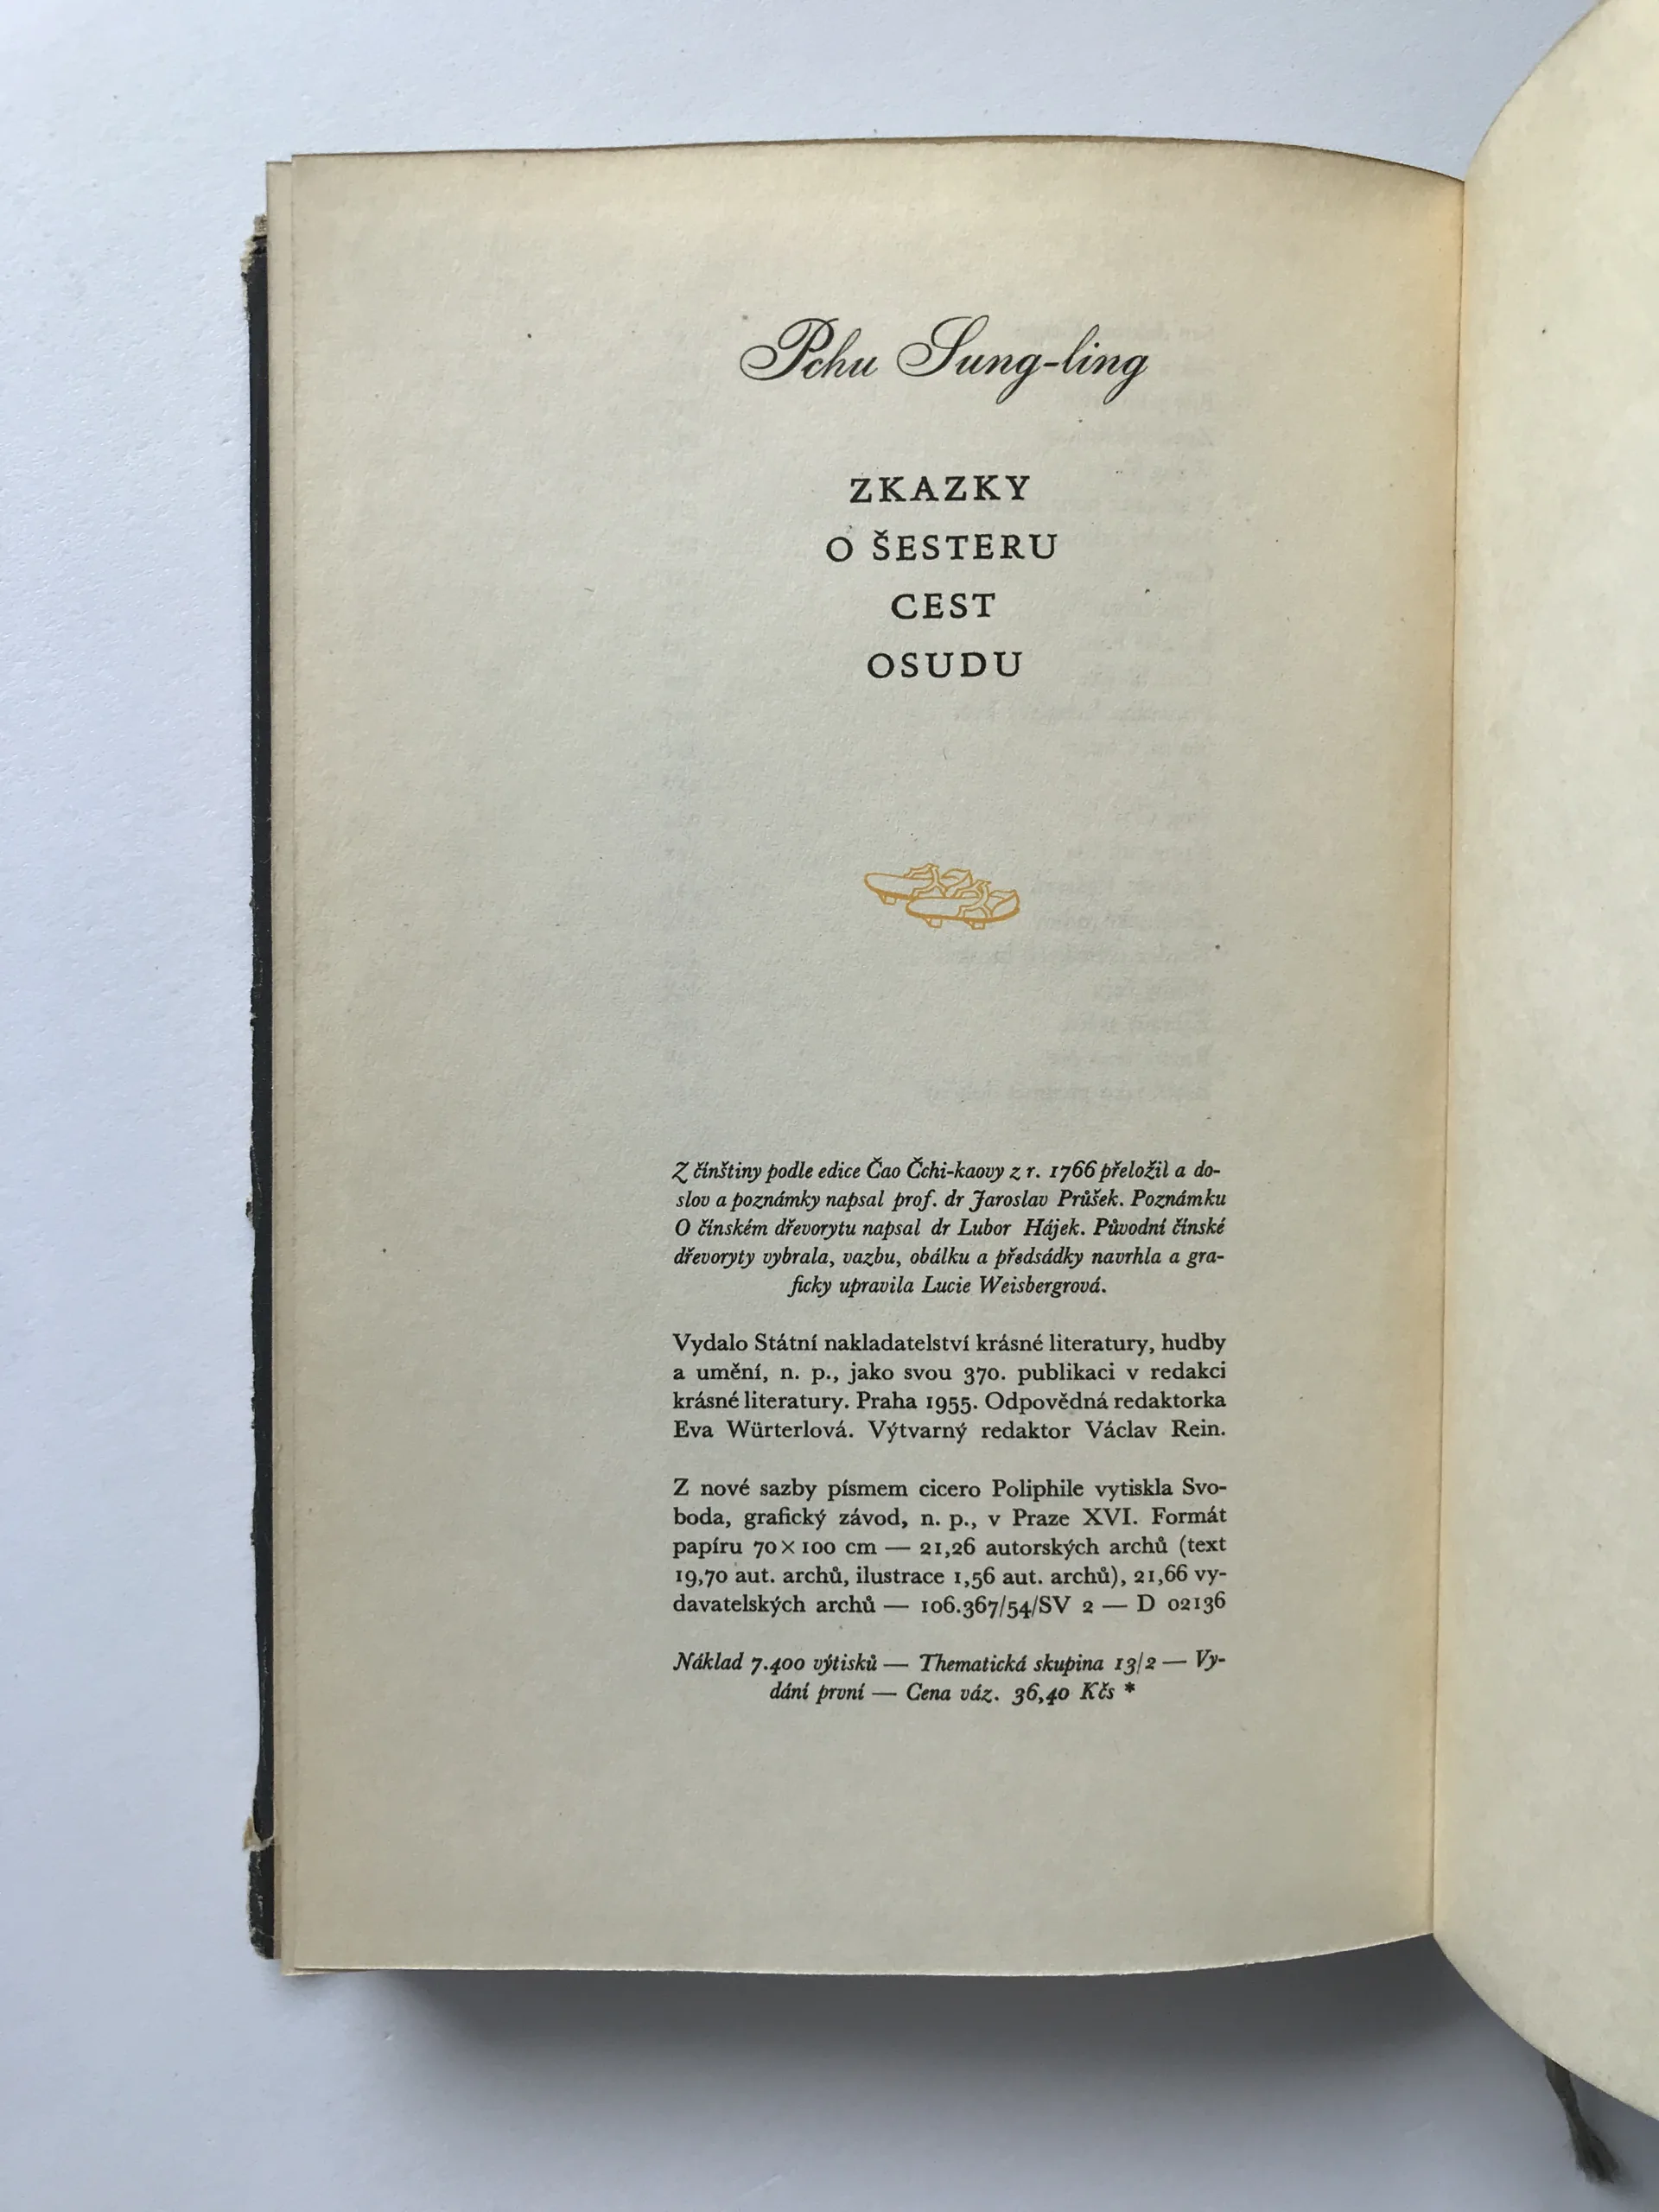 Pchu Sung-ling
ZKAZKY
O ŠESTERU
CEST
OSUDU
Z čínštiny podle edice Čao Čchi-kaovy z r. 1766 přeložil a do-
slov a poznámky napsal prof. dr Jaroslav Průšek. Poznámku
O čínském dřevorytu napsal dr Lubor Hájek. Původní čínské
dřevoryty vybrala, vazbu, obálku a předsádky navrhla a gra-
ficky upravila Lucie Weisbergrová.
Vydalo Státní nakladatelství krásné literatury, hudby
a umění, n. p., jako svou 370. publikaci v redakci
krásné literatury. Praha 1955. Odpovědná redaktorka
Eva Würterlová. Výtvarný redaktor Václav Rein.
Z nové sazby písmem cicero Poliphile vytiskla Svo-
boda, grafický závod, n. p., v Praze XVI. Formát
papíru 70×100 cm — 21,26 autorských archů (text
19,70 aut. archů, ilustrace 1,56 aut. archů), 21,66 vy-
davatelských archů — 106.367/54/SV 2 — D 02136
Náklad 7.400 výtisků — Thematická skupina 13/2 — Vy-
dání první — Cena váz. 36,40 Kčs *